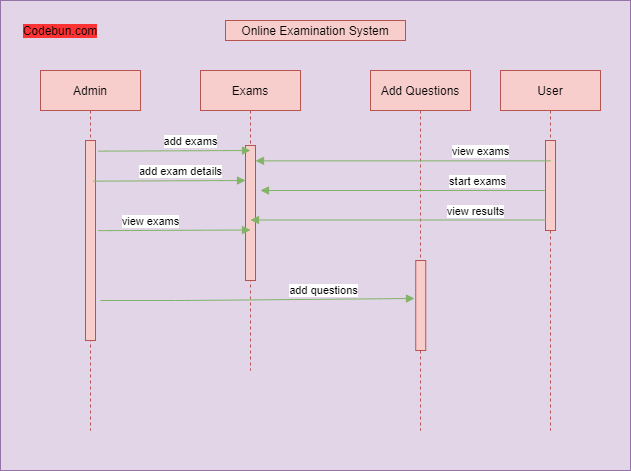 Codebun.com
Online Examination System
Admin
Exams
Add Questions
User
add exams
view exams
add exam details
start exams
view results
view exams
add questions